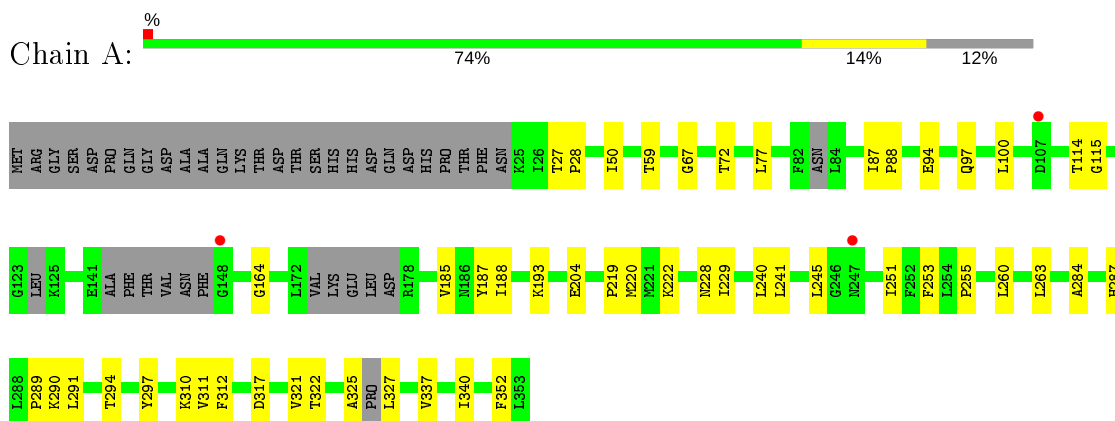 %
Chain A:
74% 14% 12%
MET ARG GLY SER ASP PRO GLN GLY ASP ALA ALA GLN LYS THR ASP THR SER HIS HIS ASP GLN ASP HIS PRO THR PHE ASN K25 I26 T27 P28 I50 T59 G67 T72 L77 F82 ASN L84 I87 P88 E94 Q97 L100 D107 T114 G115
G123 LEU K125 E141 ALA PHE THR VAL ASN PHE G148 G164 L172 VAL LYS GLU LEU ASP R178 V185 N186 Y187 I188 K193 E204 P219 M220 M221 K222 N228 I229 L240 L241 L245 G246 N247 I251 F252 F253 L254 P255 L260 L263 A284 H287
L288 P289 K290 L291 T294 Y297 K310 V311 F312 D317 V321 T322 A325 PRO L327 V337 I340 F352 L353